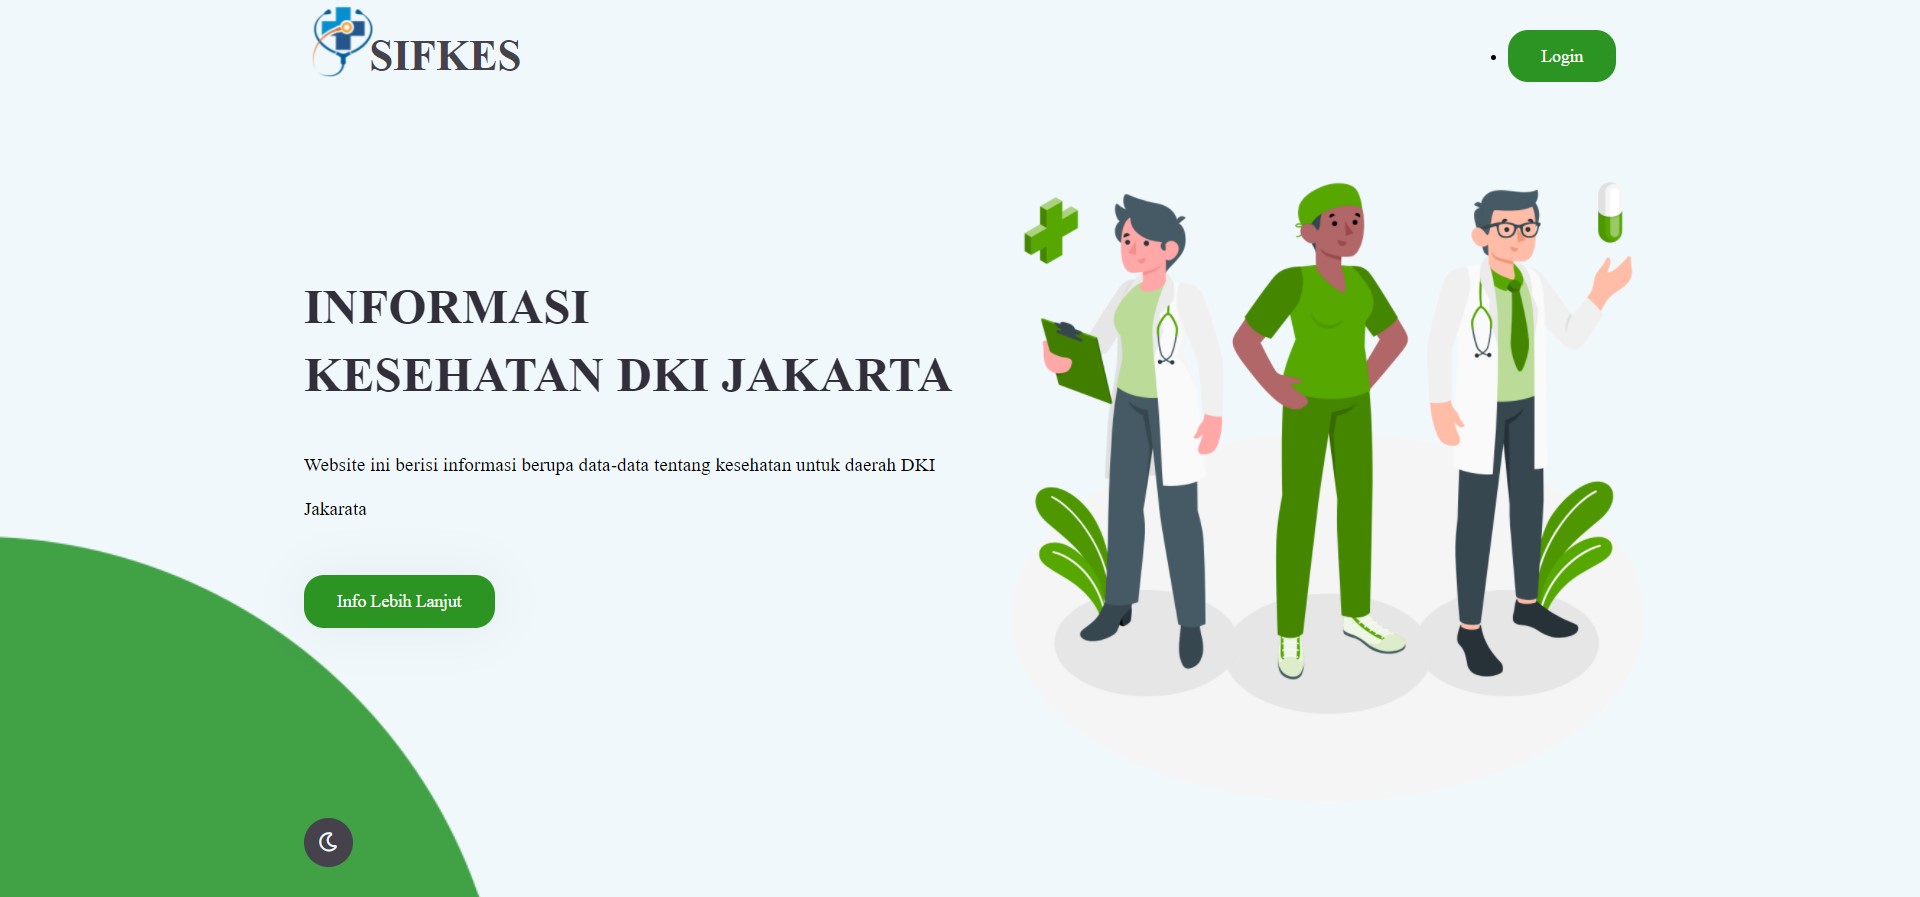 SIFKES
Login
INFORMASI
KESEHATAN DKI JAKARTA
Website ini berisi informasi berupa data-data tentang kesehatan untuk daerah DKI
Jakarata
Info Lebih Lanjut